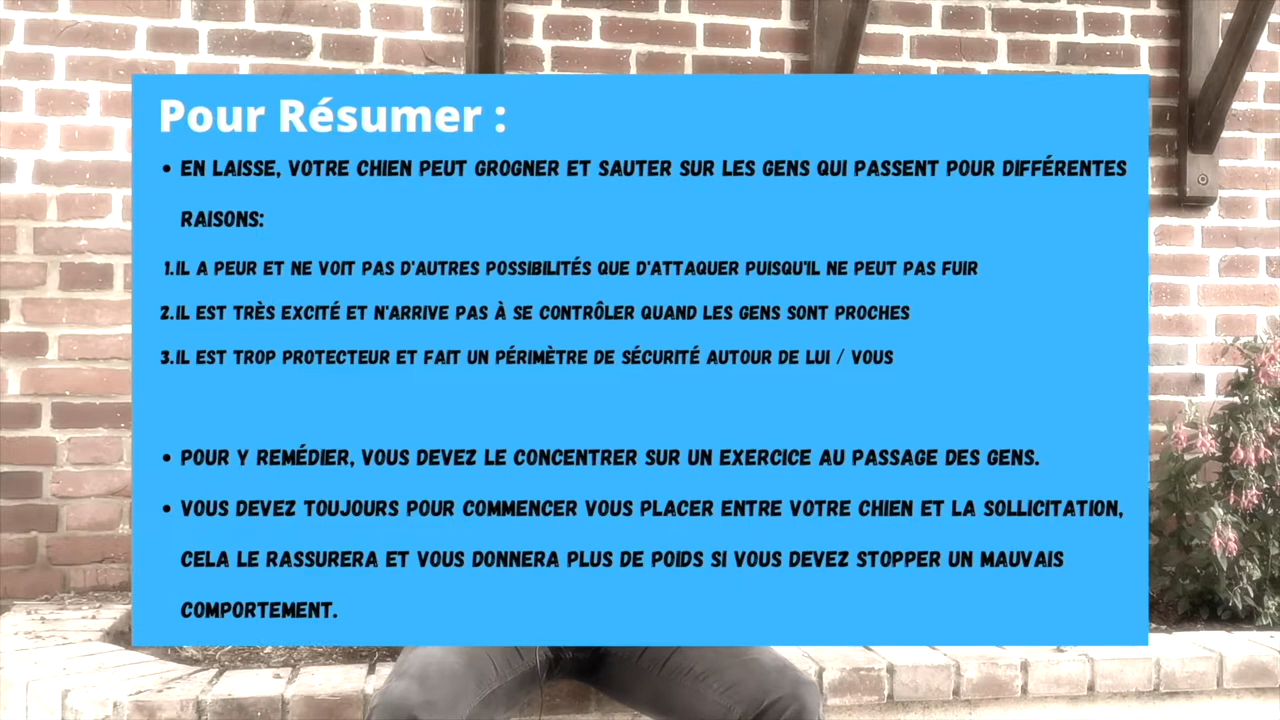 Pour Résumer :
• EN LAISSE, VOTRE CHIEN PEUT GROGNER ET SAUTER SUR LES GENS QUI PASSENT POUR DIFFÉRENTES
RAISONS:
1.IL A PEUR ET NE VOIT PAS D'AUTRES POSSIBILITÉS QUE D'ATTAQUER PUISQU'IL NE PEUT PAS FUIR
2.IL EST TRÈS EXCITÉ ET N'ARRIVE PAS À SE CONTRÔLER QUAND LES GENS SONT PROCHES
3.IL EST TROP PROTECTEUR ET FAIT UN PÉRIMÈTRE DE SÉCURITÉ AUTOUR DE LUI / VOUS
• POUR Y REMÉDIER, VOUS DEVEZ LE CONCENTRER SUR UN EXERCICE AU PASSAGE DES GENS.
• VOUS DEVEZ TOUJOURS POUR COMMENCER VOUS PLACER ENTRE VOTRE CHIEN ET LA SOLLICITATION,
CELA LE RASSURERA ET VOUS DONNERA PLUS DE POIDS SI VOUS DEVEZ STOPPER UN MAUVAIS
COMPORTEMENT.